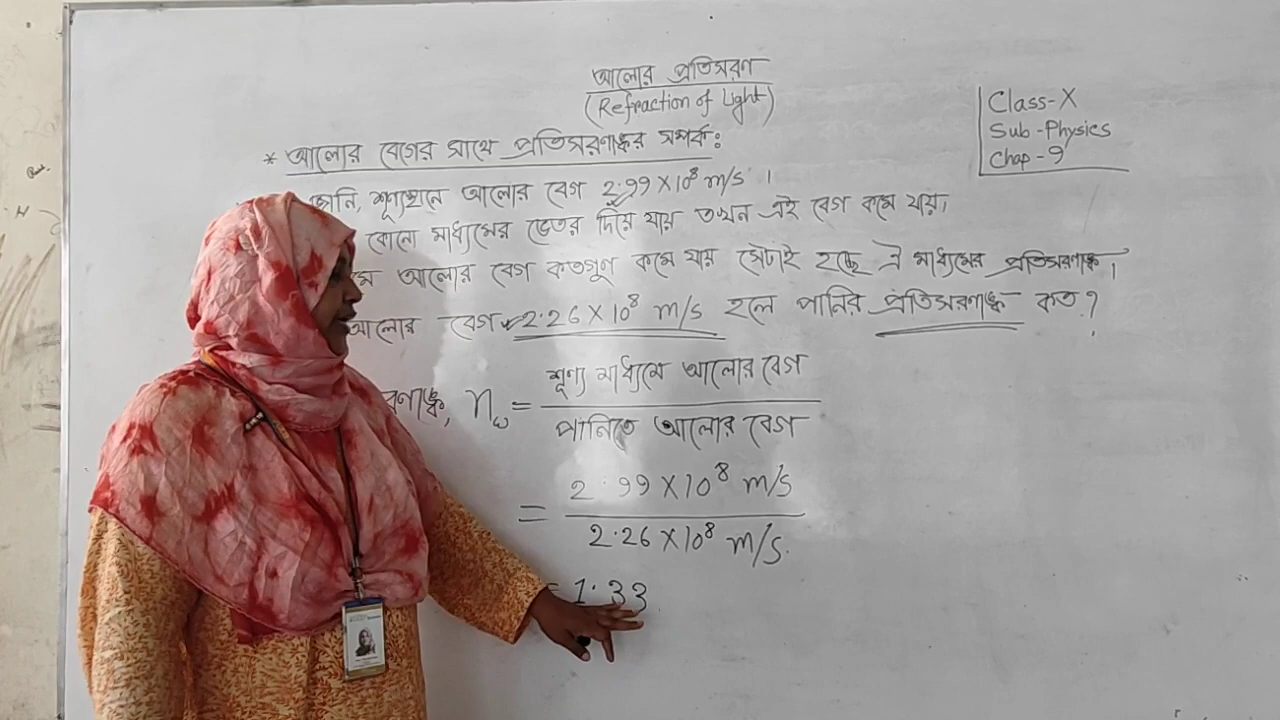 আলোর প্রতিসরণ
(Refraction of Light)
Class-X
Sub-Physics
Chap-9
* আলোর বেগের সাথে প্রতিসরণাঙ্কের সম্পর্কঃ
জানি, শূণ্যস্থানে আলোর বেগ 2.99 X 10⁸ m/s ।
কোনো মাধ্যমের ভেতর দিয়ে যায় তখন এই বেগ কমে যায়।
আলোর বেগ কতগুণ কমে যায় সেটাই হচ্ছে ঐ মাধ্যমের প্রতিসরণাঙ্ক।
আলোর বেগ 2.26 X 10⁸ m/s হলে পানির প্রতিসরণাঙ্ক কত?
n_ω = শূণ্য মাধ্যমে আলোর বেগ
পানিতে আলোর বেগ
= 2.99 X 10⁸ m/s
2.26 X 10⁸ m/s.
= 1.33